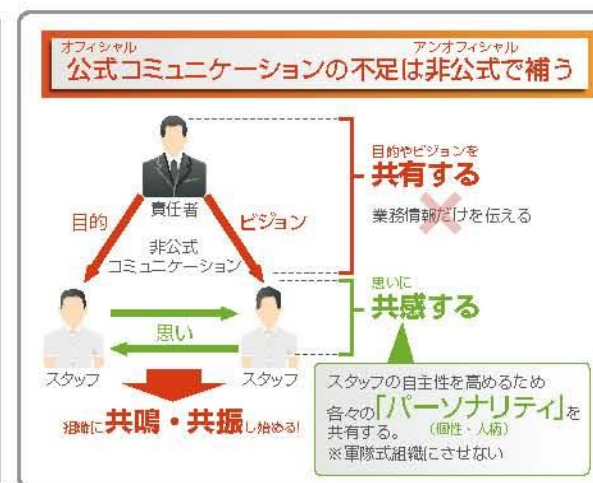 オフィシャル アンオフィシャル
公式コミュニケーションの不足は非公式で補う
目的
ビジョン
責任者
非公式
コミュニケーション
目的やビジョンを
共有する
業務情報だけを伝える
思い
スタッフ
スタッフ
思いに
共感する
組織に共鳴・共振し始める!
スタッフの自主性を高めるため
各々の「パーソナリティ」を
共有する。 (個性・人柄)
※軍隊式組織にさせない